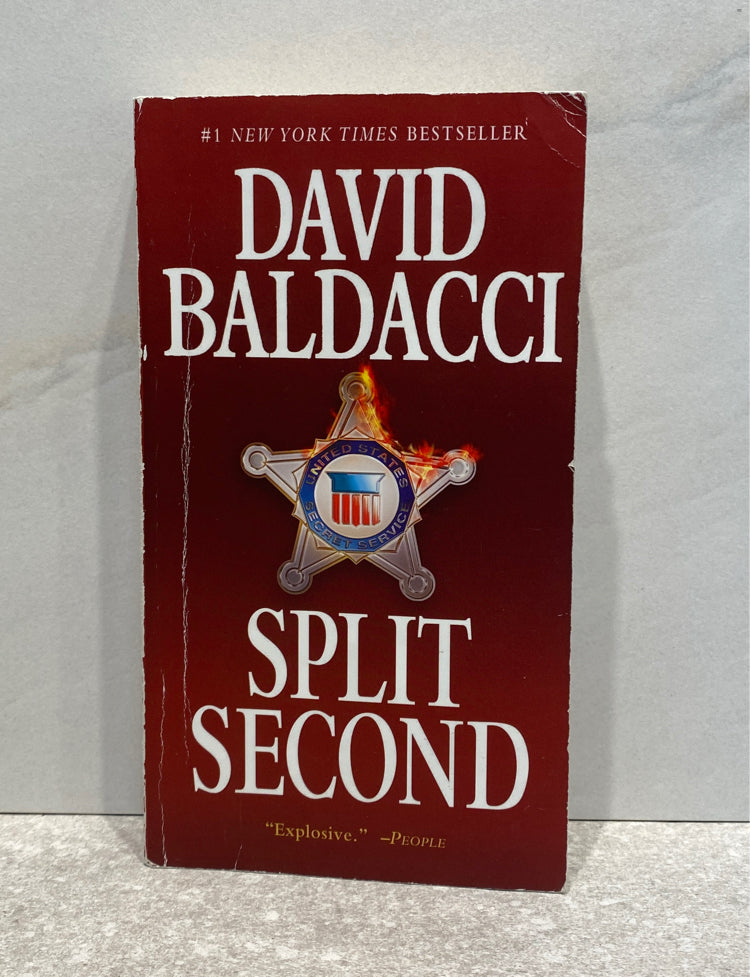 #1 NEW YORK TIMES BESTSELLER
DAVID
BALDACCI
UNITED STATES
SECRET SERVICE
SPLIT
SECOND
“Explosive.” –PEOPLE